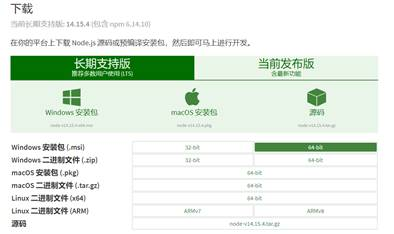 下载
当前长期支持版: 14.15.4 (包含 npm 6.14.10)
在你的平台上下载 Node.js 源码或预编译安装包，然后即可马上进行开发。
长期支持版
推荐多数用户使用 (LTS)
当前发布版
含最新功能
Windows 安装包
node-v14.15.4-x64.msi
macOS 安装包
node-v14.15.4.pkg
源码
node-v14.15.4.tar.gz
Windows 安装包 (.msi) 32-bit 64-bit
Windows 二进制文件 (.zip) 32-bit 64-bit
macOS 安装包 (.pkg) 64-bit
macOS 二进制文件 (.tar.gz) 64-bit
Linux 二进制文件 (x64) 64-bit
Linux 二进制文件 (ARM) ARMv7 ARMv8
源码 node-v14.15.4.tar.gz